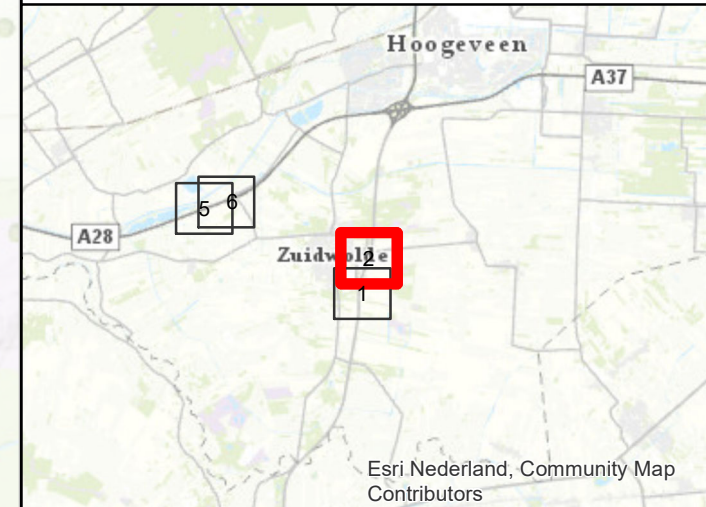 Hoogeveen
A37
5 6
A28
Zuidwolde
2
1
Esri Nederland, Community Map
Contributors